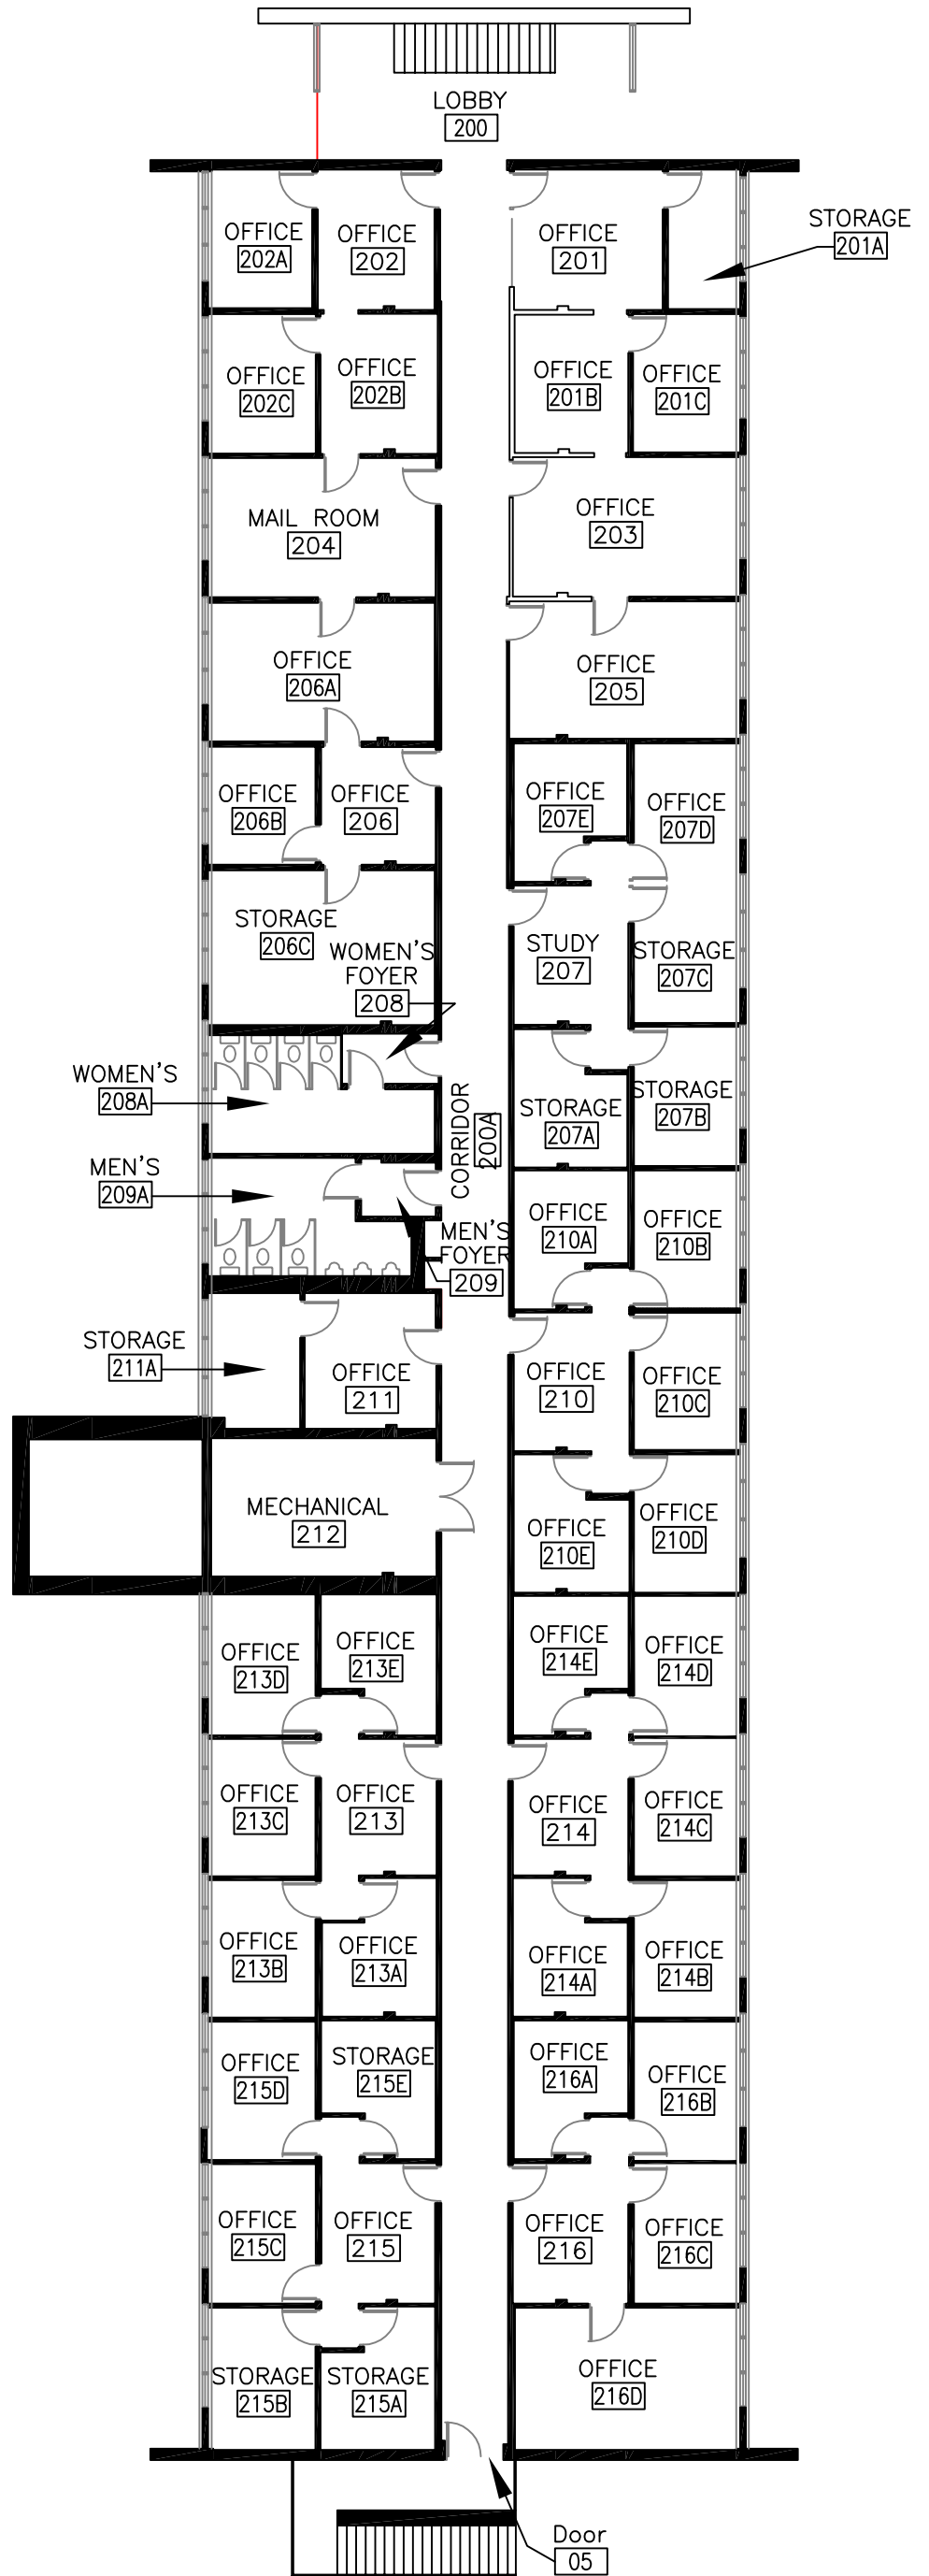 LOBBY
200
OFFICE
202A
OFFICE
202
OFFICE
201
STORAGE
201A
OFFICE
202C
OFFICE
202B
OFFICE
201B
OFFICE
201C
MAIL ROOM
204
OFFICE
203
OFFICE
206A
OFFICE
205
OFFICE
206B
OFFICE
206
OFFICE
207E
OFFICE
207D
STORAGE
206C
WOMEN'S
FOYER
208
STUDY
207
STORAGE
207C
WOMEN'S
208A
CORRIDOR
200A
STORAGE
207A
STORAGE
207B
MEN'S
209A
MEN'S
FOYER
209
OFFICE
210A
OFFICE
210B
STORAGE
211A
OFFICE
211
OFFICE
210
OFFICE
210C
MECHANICAL
212
OFFICE
210E
OFFICE
210D
OFFICE
213D
OFFICE
213E
OFFICE
214E
OFFICE
214D
OFFICE
213C
OFFICE
213
OFFICE
214
OFFICE
214C
OFFICE
213B
OFFICE
213A
OFFICE
214A
OFFICE
214B
OFFICE
215D
STORAGE
215E
OFFICE
216A
OFFICE
216B
OFFICE
215C
OFFICE
215
OFFICE
216
OFFICE
216C
STORAGE
215B
STORAGE
215A
OFFICE
216D
Door
05